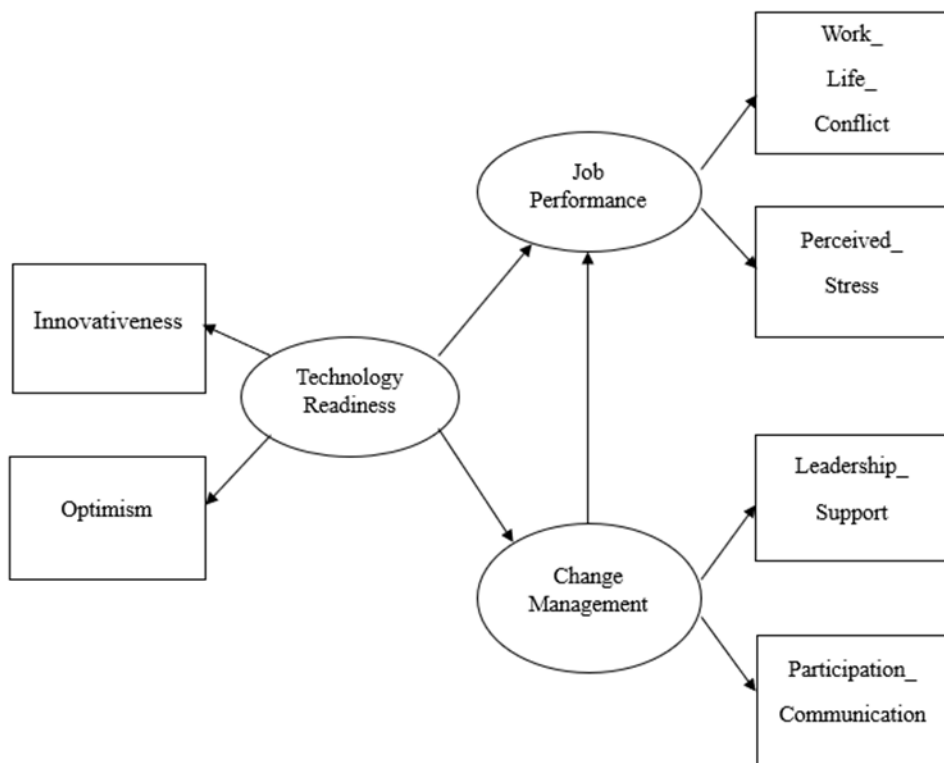 Work_
Life_
Conflict
Job
Performance
Perceived_
Stress
Innovativeness
Technology
Readiness
Optimism
Leadership_
Support
Change
Management
Participation_
Communication